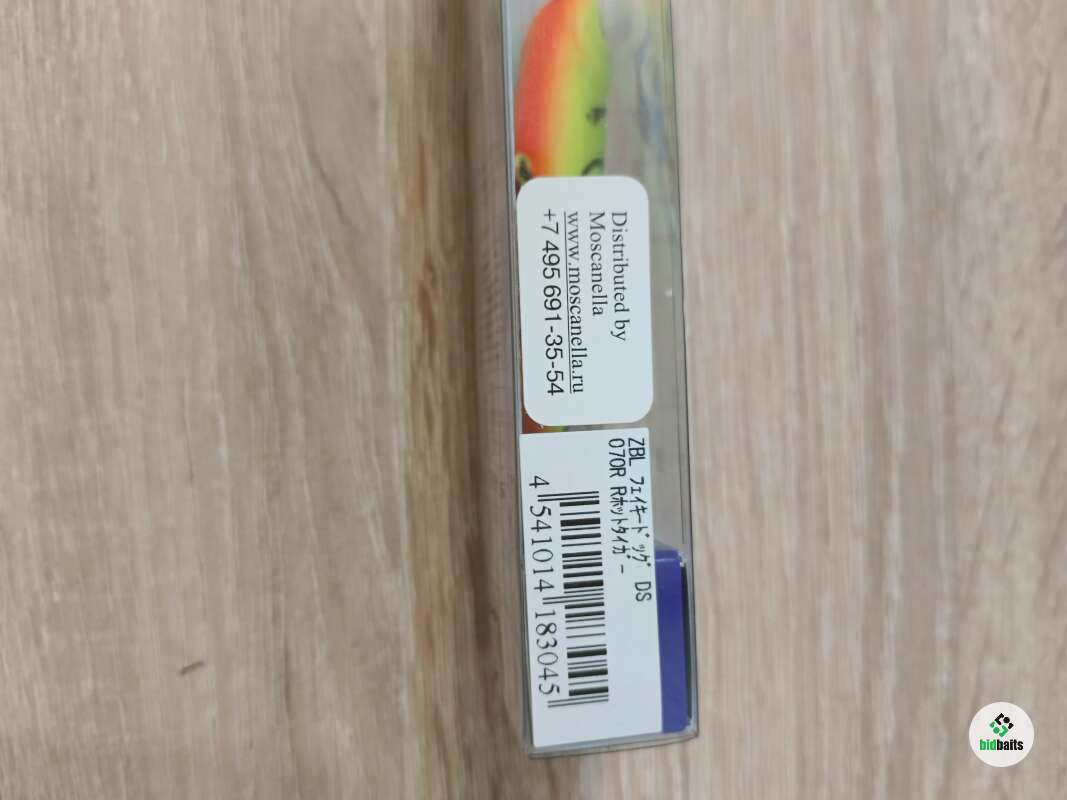 Distributed by
Moscanella
www.moscanella.ru
+7 495 691-35-54
ZBL ﾌｪｲｷｰﾄﾞｯｸﾞ DS
070R Rﾎｯﾄﾀｲｶﾞｰ
4 541014 183045
bidbaits